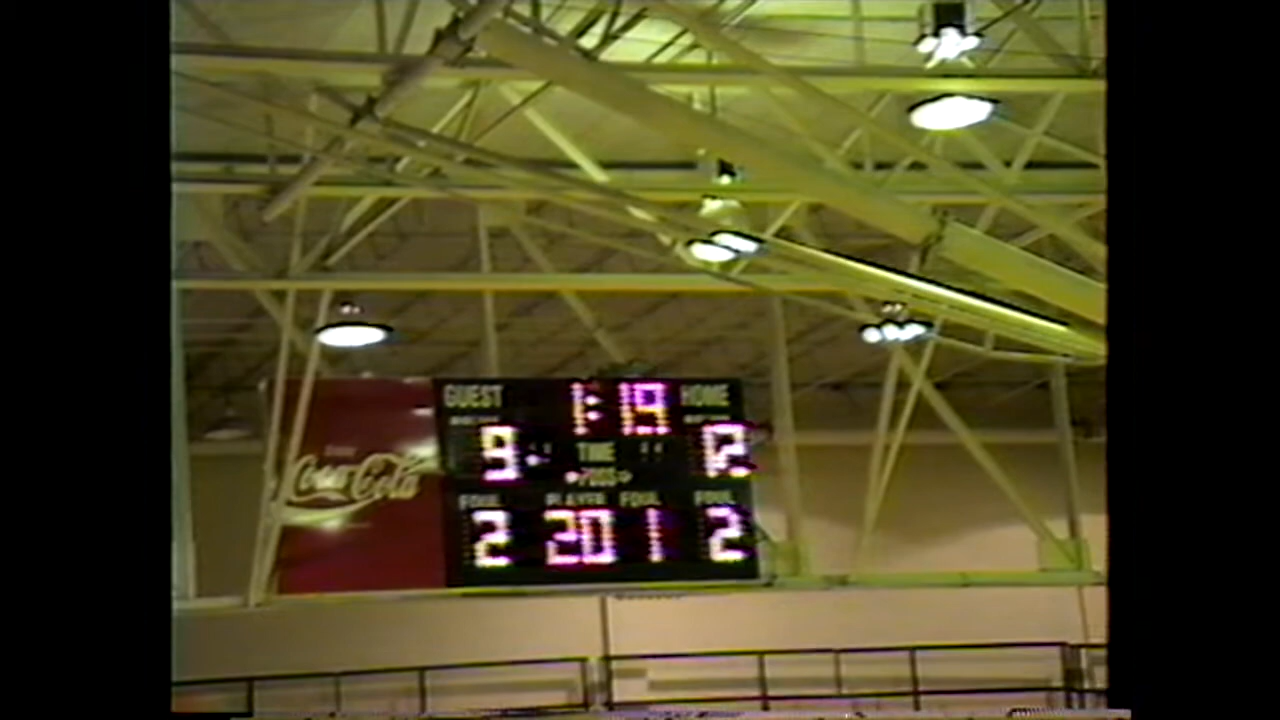 Coca-Cola
GUEST 1:19 HOME
9 TIME 12
POSS
FOUL PLAYER FOUL FOUL
2 20 1 2